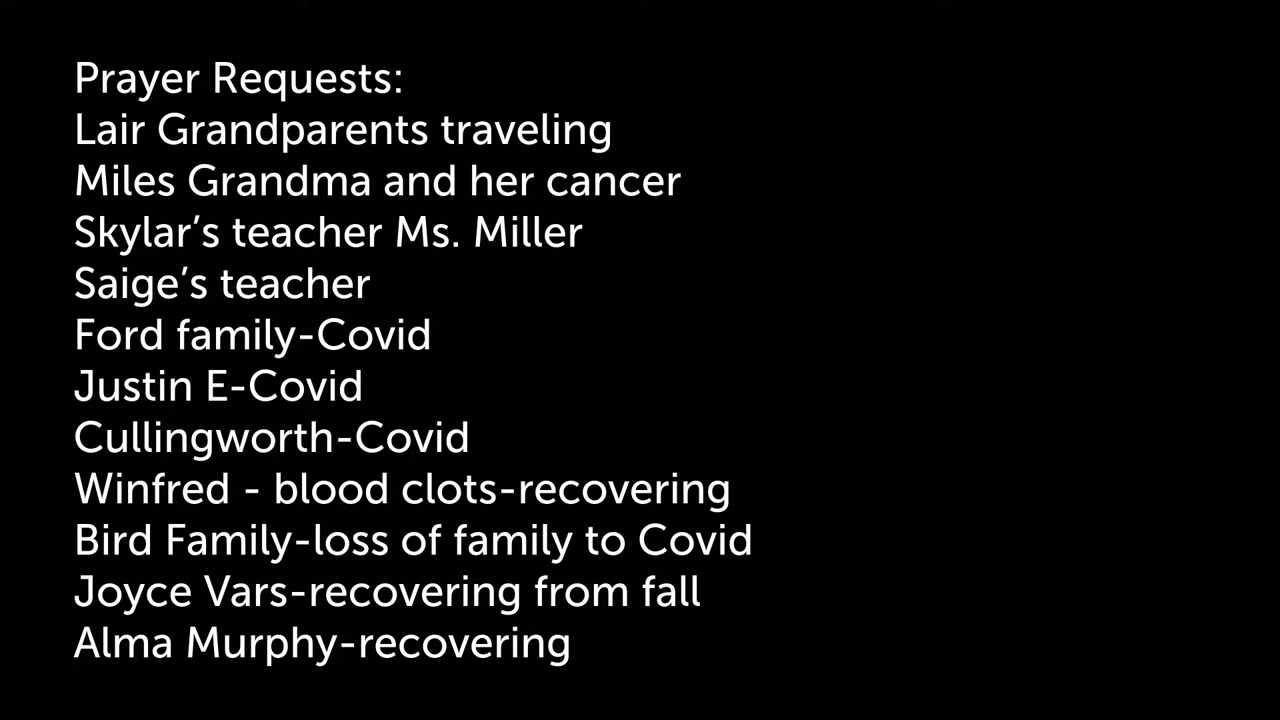 Prayer Requests:
Lair Grandparents traveling
Miles Grandma and her cancer
Skylar’s teacher Ms. Miller
Saige’s teacher
Ford family-Covid
Justin E-Covid
Cullingworth-Covid
Winfred - blood clots-recovering
Bird Family-loss of family to Covid
Joyce Vars-recovering from fall
Alma Murphy-recovering